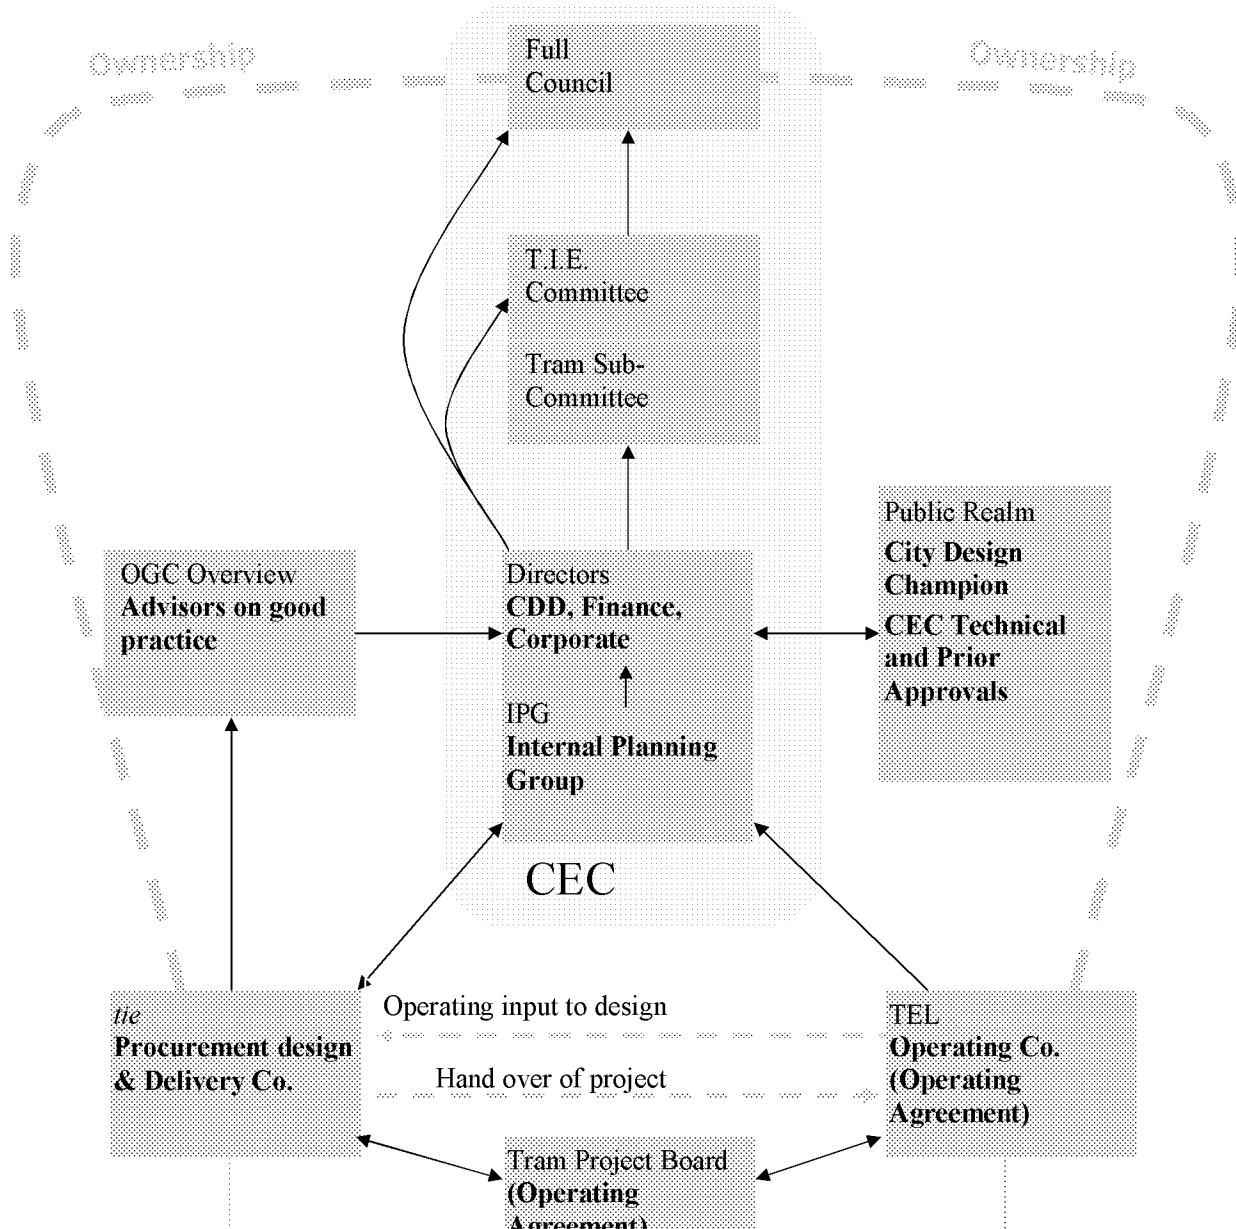 Ownership
Ownership
Full
Council
T.I.E.
Committee
Tram Sub-
Committee
Public Realm
City Design
Champion
CEC Technical
and Prior
Approvals
OGC Overview
Advisors on good
practice
Directors
CDD, Finance,
Corporate
IPG
Internal Planning
Group
CEC
tie
Procurement design
& Delivery Co.
Operating input to design
Hand over of project
TEL
Operating Co.
(Operating
Agreement)
Tram Project Board
(Operating
Agreement)